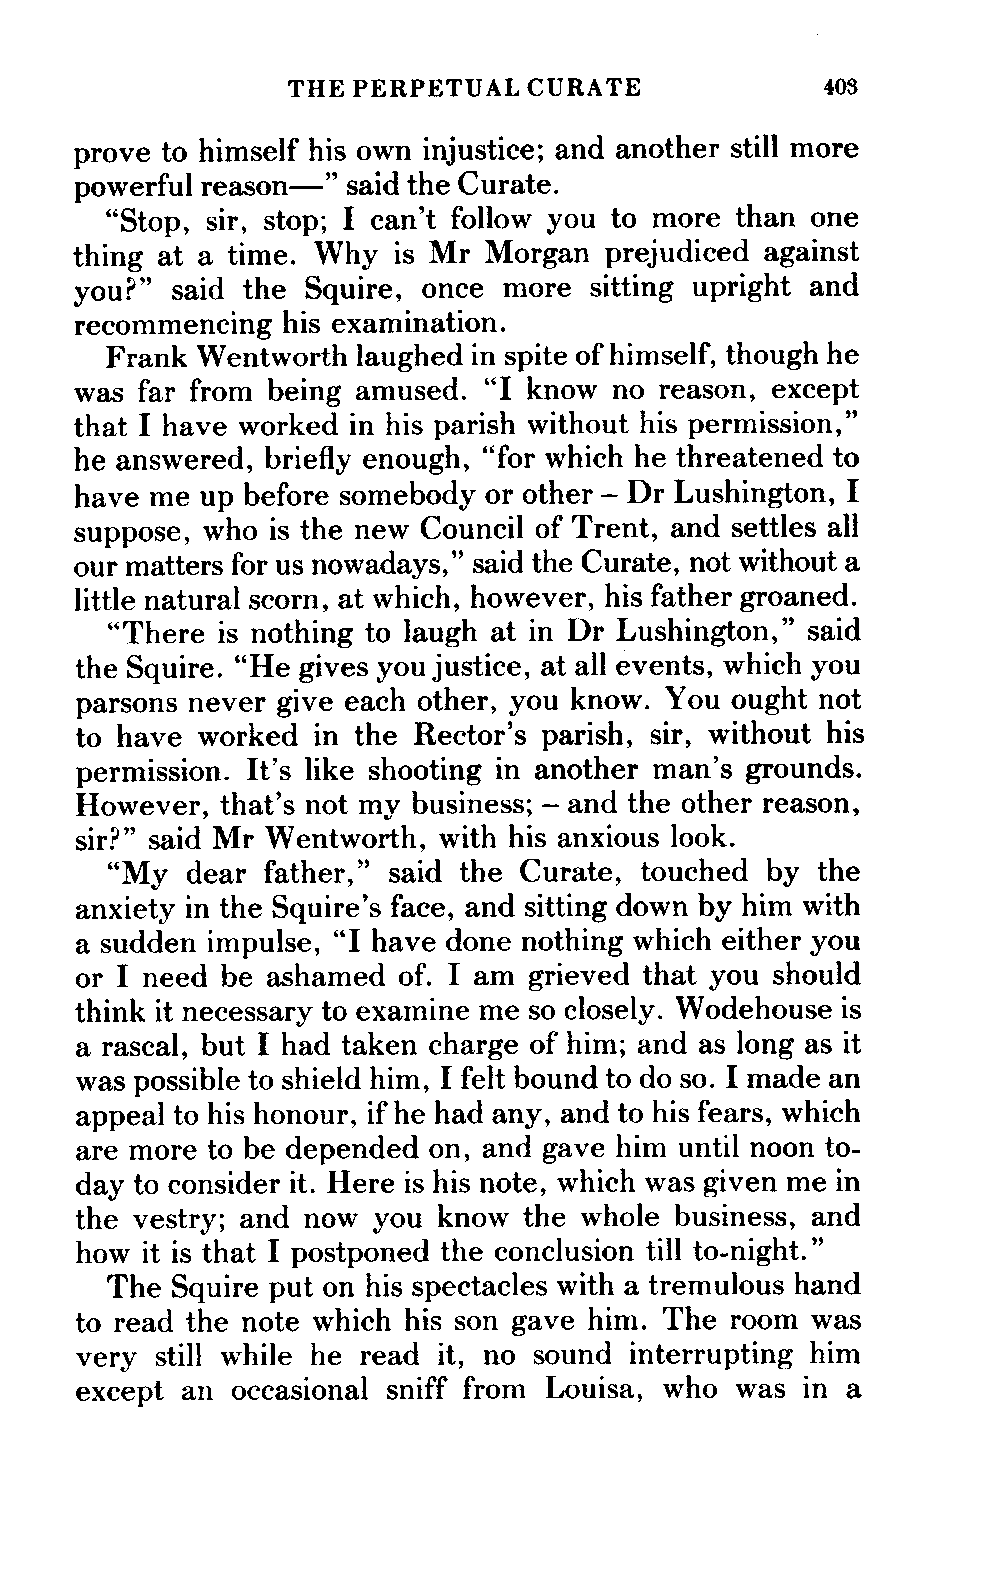 THE PERPETUAL CURATE 403
prove to himself his own injustice; and another still more
powerful reason—” said the Curate.
“Stop, sir, stop; I can’t follow you to more than one
thing at a time. Why is Mr Morgan prejudiced against
you?” said the Squire, once more sitting upright and
recommencing his examination.
Frank Wentworth laughed in spite of himself, though he
was far from being amused. “I know no reason, except
that I have worked in his parish without his permission,”
he answered, briefly enough, “for which he threatened to
have me up before somebody or other – Dr Lushington, I
suppose, who is the new Council of Trent, and settles all
our matters for us nowadays,” said the Curate, not without a
little natural scorn, at which, however, his father groaned.
“There is nothing to laugh at in Dr Lushington,” said
the Squire. “He gives you justice, at all events, which you
parsons never give each other, you know. You ought not
to have worked in the Rector’s parish, sir, without his
permission. It’s like shooting in another man’s grounds.
However, that’s not my business; – and the other reason,
sir?” said Mr Wentworth, with his anxious look.
“My dear father,” said the Curate, touched by the
anxiety in the Squire’s face, and sitting down by him with
a sudden impulse, “I have done nothing which either you
or I need be ashamed of. I am grieved that you should
think it necessary to examine me so closely. Wodehouse is
a rascal, but I had taken charge of him; and as long as it
was possible to shield him, I felt bound to do so. I made an
appeal to his honour, if he had any, and to his fears, which
are more to be depended on, and gave him until noon to-
day to consider it. Here is his note, which was given me in
the vestry; and now you know the whole business, and
how it is that I postponed the conclusion till to-night.”
The Squire put on his spectacles with a tremulous hand
to read the note which his son gave him. The room was
very still while he read it, no sound interrupting him
except an occasional sniff from Louisa, who was in a